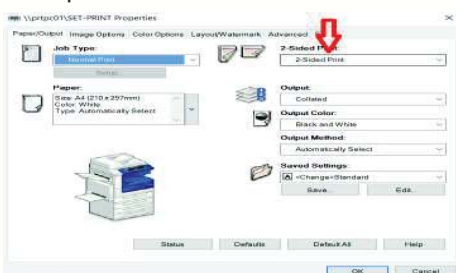 \\prtpc01\SET-PRINT Properties
Paper/Output Image Options Color Options Layout/Watermark Advanced
Job Type:
Normal Print
Setup...
2-Sided Print:
2-Sided Print
Paper:
Size: A4 (210 x 297mm)
Color: White
Type: Automatically Select
Output:
Collated
Output Color:
Black and White
Output Method:
Automatically Select
Saved Settings:
<Change>Standard
Save... Edit...
Status Defaults Default All Help
OK Cancel